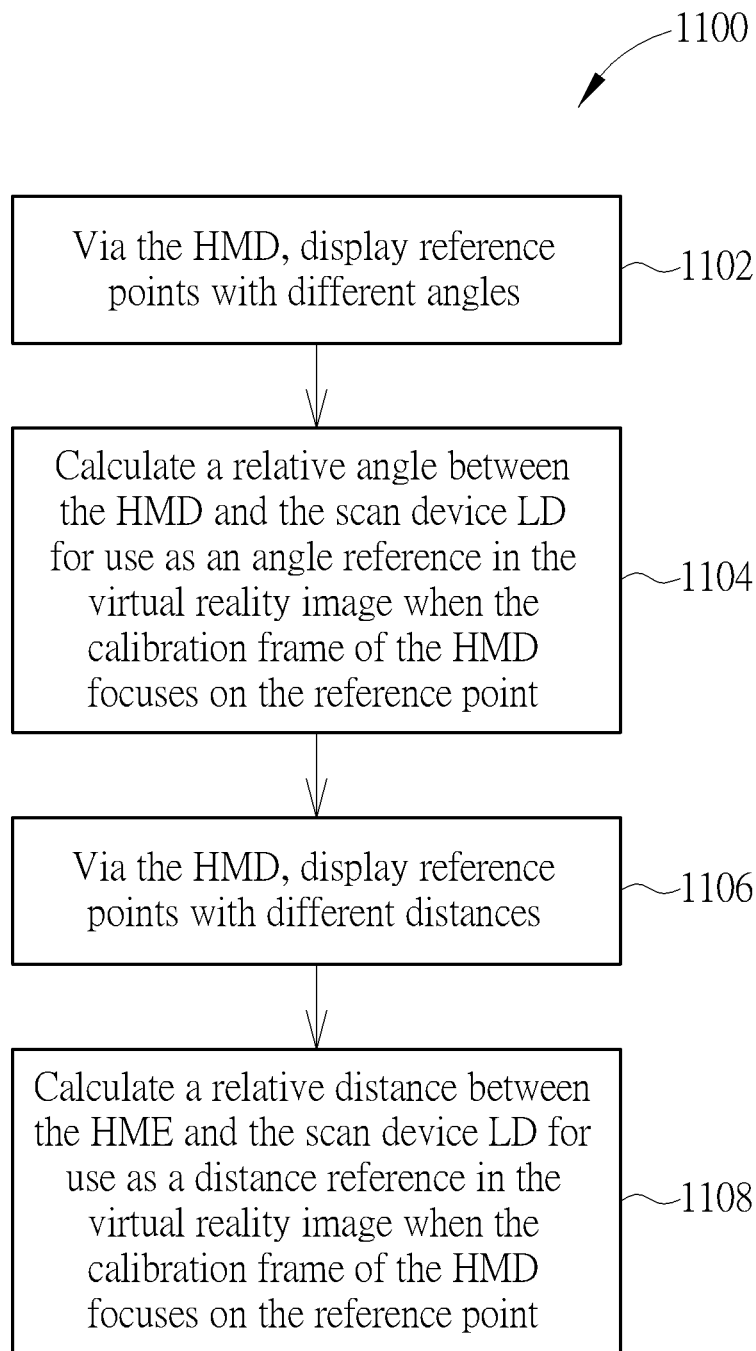 1100
Via the HMD, display reference
points with different angles
1102
Calculate a relative angle between
the HMD and the scan device LD
for use as an angle reference in the
virtual reality image when the
calibration frame of the HMD
focuses on the reference point
1104
Via the HMD, display reference
points with different distances
1106
Calculate a relative distance between
the HME and the scan device LD for
use as a distance reference in the
virtual reality image when the
calibration frame of the HMD
focuses on the reference point
1108